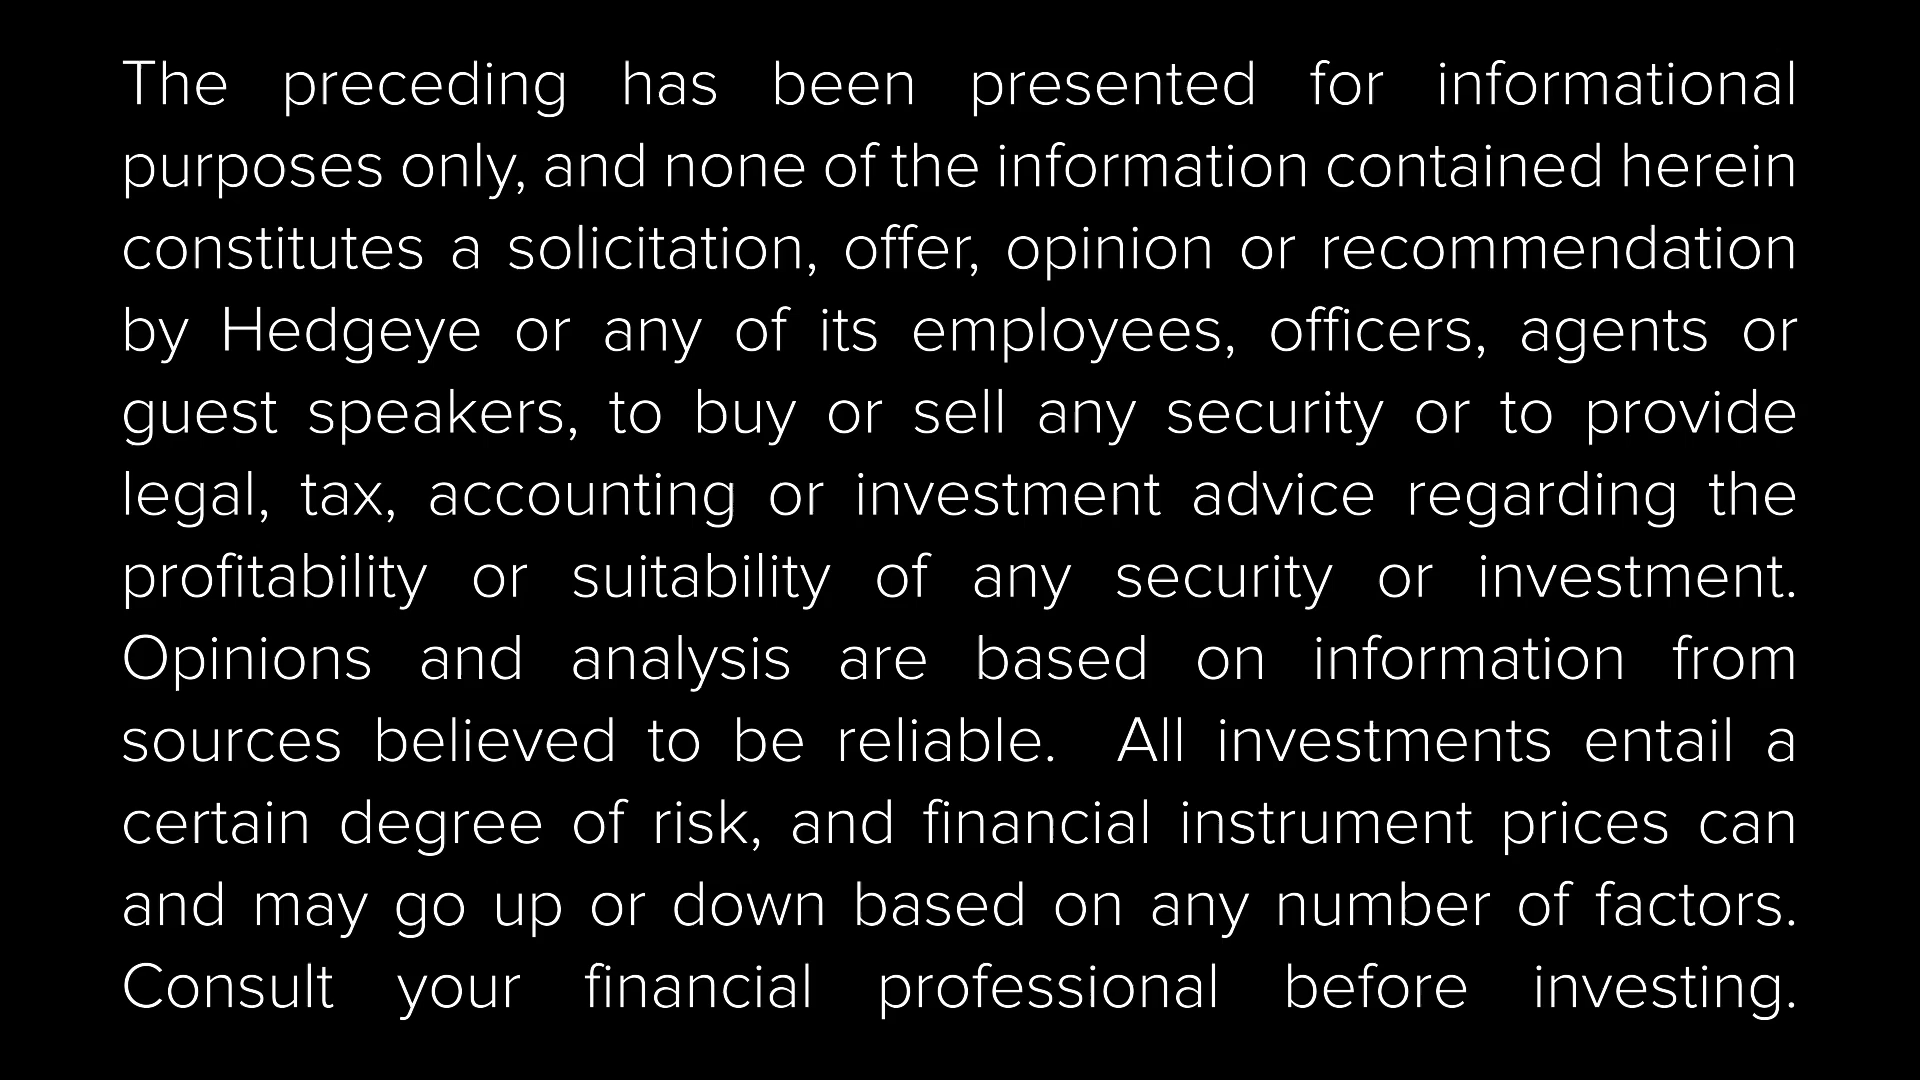 The preceding has been presented for informational
purposes only, and none of the information contained herein
constitutes a solicitation, offer, opinion or recommendation
by Hedgeye or any of its employees, officers, agents or
guest speakers, to buy or sell any security or to provide
legal, tax, accounting or investment advice regarding the
profitability or suitability of any security or investment.
Opinions and analysis are based on information from
sources believed to be reliable.  All investments entail a
certain degree of risk, and financial instrument prices can
and may go up or down based on any number of factors.
Consult your financial professional before investing.